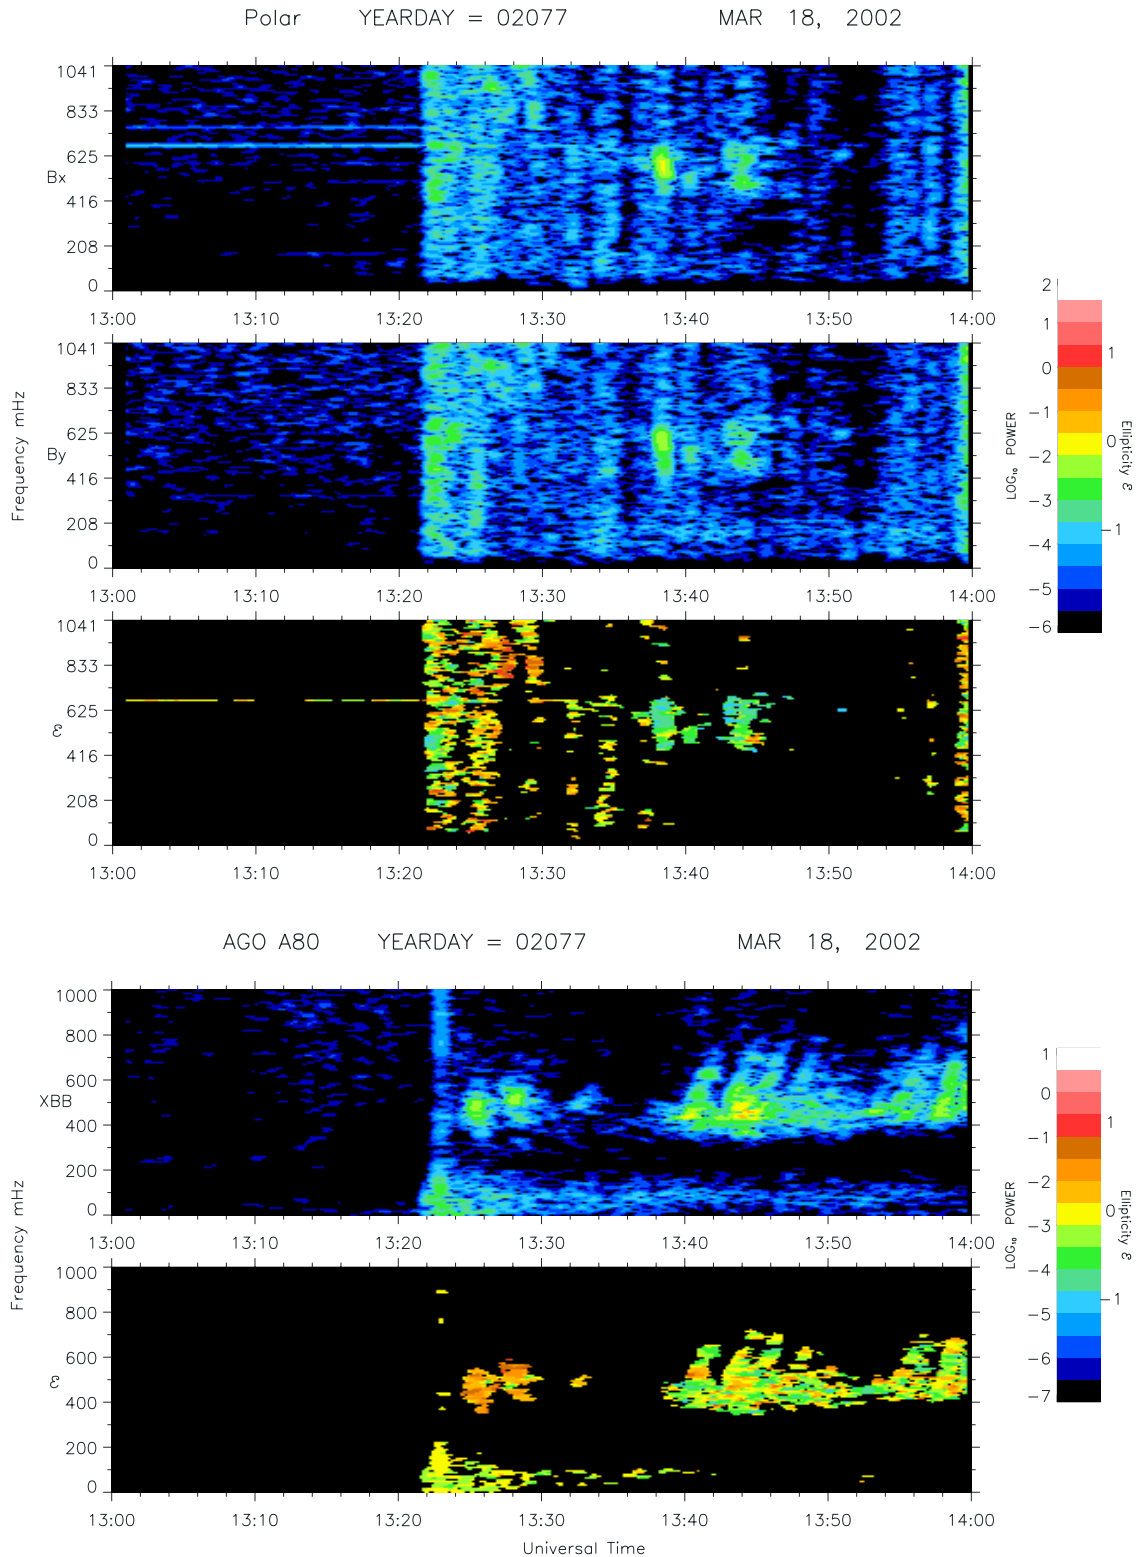 Polar YEARDAY = 02077 MAR 18, 2002
1041
833
625
Bx
416
208
0
13:00 13:10 13:20 13:30 13:40 13:50 14:00
1041
833
625
By
416
208
0
13:00 13:10 13:20 13:30 13:40 13:50 14:00
1041
833
625
ε
416
208
0
13:00 13:10 13:20 13:30 13:40 13:50 14:00
Frequency mHz
2
1
0
-1
-2
-3
-4
-5
-6
LOG₁₀ POWER
1
0
-1
Ellipticity ε
AGO A80 YEARDAY = 02077 MAR 18, 2002
1000
800
600
XBB
400
200
0
13:00 13:10 13:20 13:30 13:40 13:50 14:00
1000
800
600
ε
400
200
0
13:00 13:10 13:20 13:30 13:40 13:50 14:00
Universal Time
Frequency mHz
1
0
-1
-2
-3
-4
-5
-6
-7
LOG₁₀ POWER
1
0
-1
Ellipticity ε